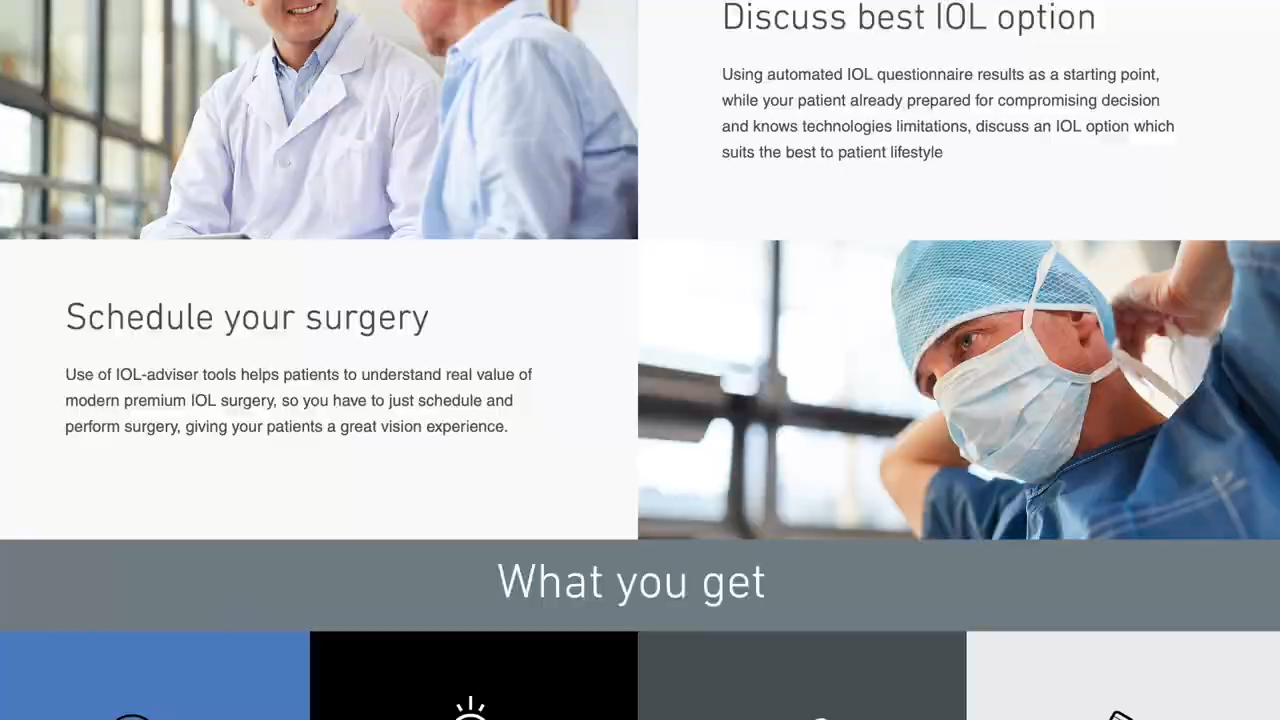 Discuss best IOL option
Using automated IOL questionnaire results as a starting point,
while your patient already prepared for compromising decision
and knows technologies limitations, discuss an IOL option which
suits the best to patient lifestyle
Schedule your surgery
Use of IOL-adviser tools helps patients to understand real value of
modern premium IOL surgery, so you have to just schedule and
perform surgery, giving your patients a great vision experience.
What you get